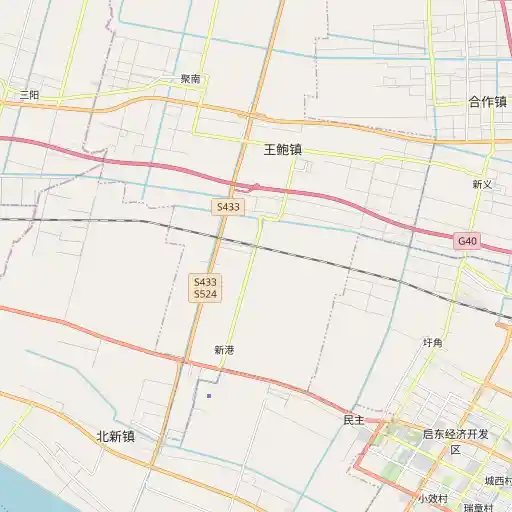 聚南
三阳
合作镇
王鲍镇
新义
S433
G40
S433
S524
圩角
新港
民主
北新镇
启东经济开发
区
城西村
小效村
瑞章村